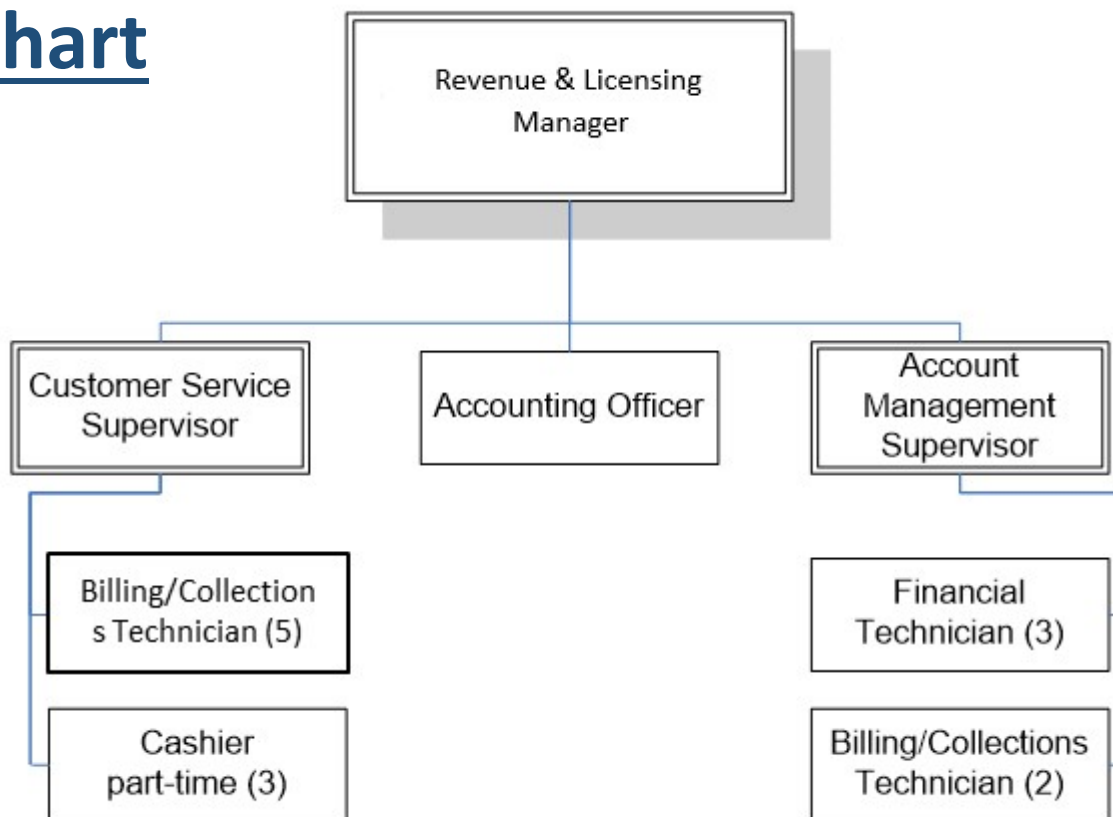 hart
Revenue & Licensing
Manager
Customer Service
Supervisor
Accounting Officer
Account
Management
Supervisor
Billing/Collection
s Technician (5)
Financial
Technician (3)
Cashier
part-time (3)
Billing/Collections
Technician (2)